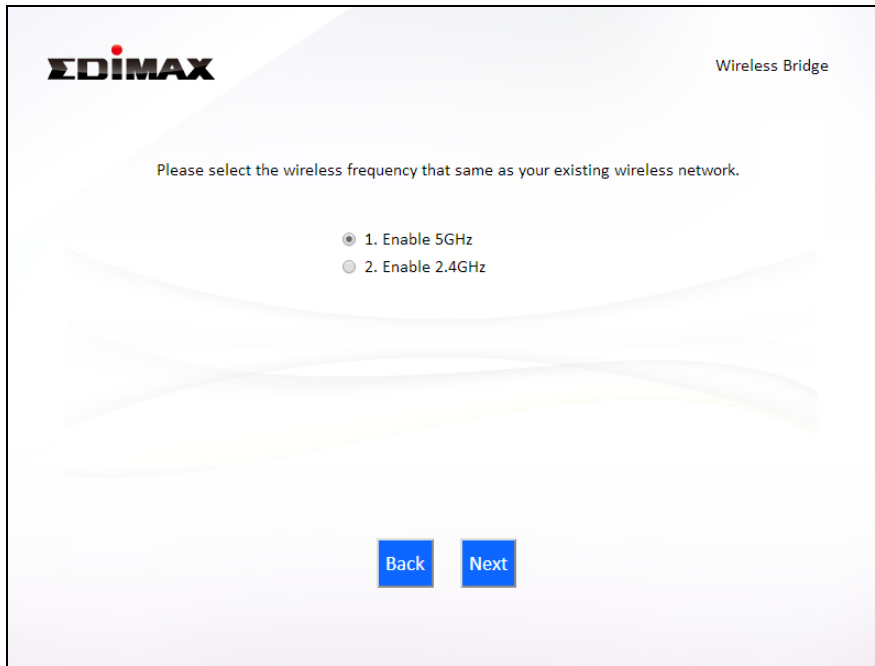 EDIMAX
Wireless Bridge
Please select the wireless frequency that same as your existing wireless network.
1. Enable 5GHz
2. Enable 2.4GHz
Back
Next